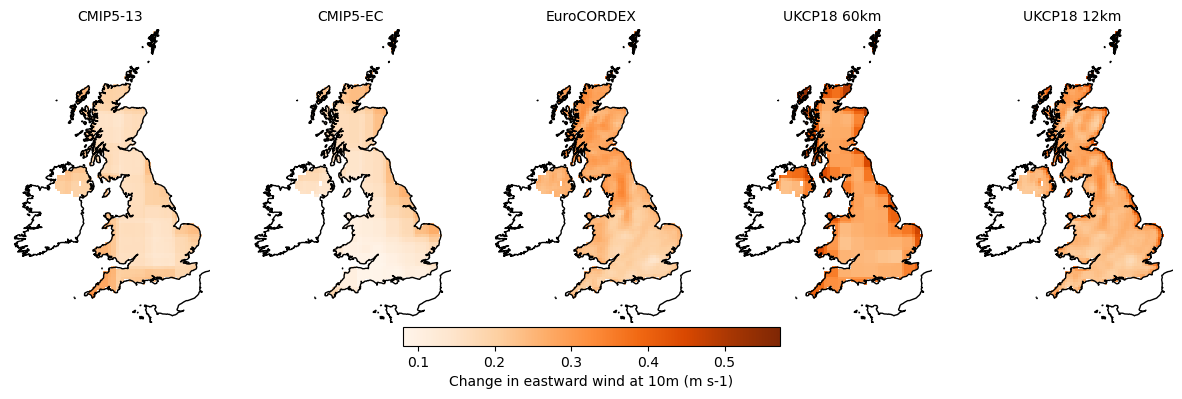 CMIP5-13
CMIP5-EC
EuroCORDEX
UKCP18 60km
UKCP18 12km
0.1
0.2
0.3
0.4
0.5
Change in eastward wind at 10m (m s-1)